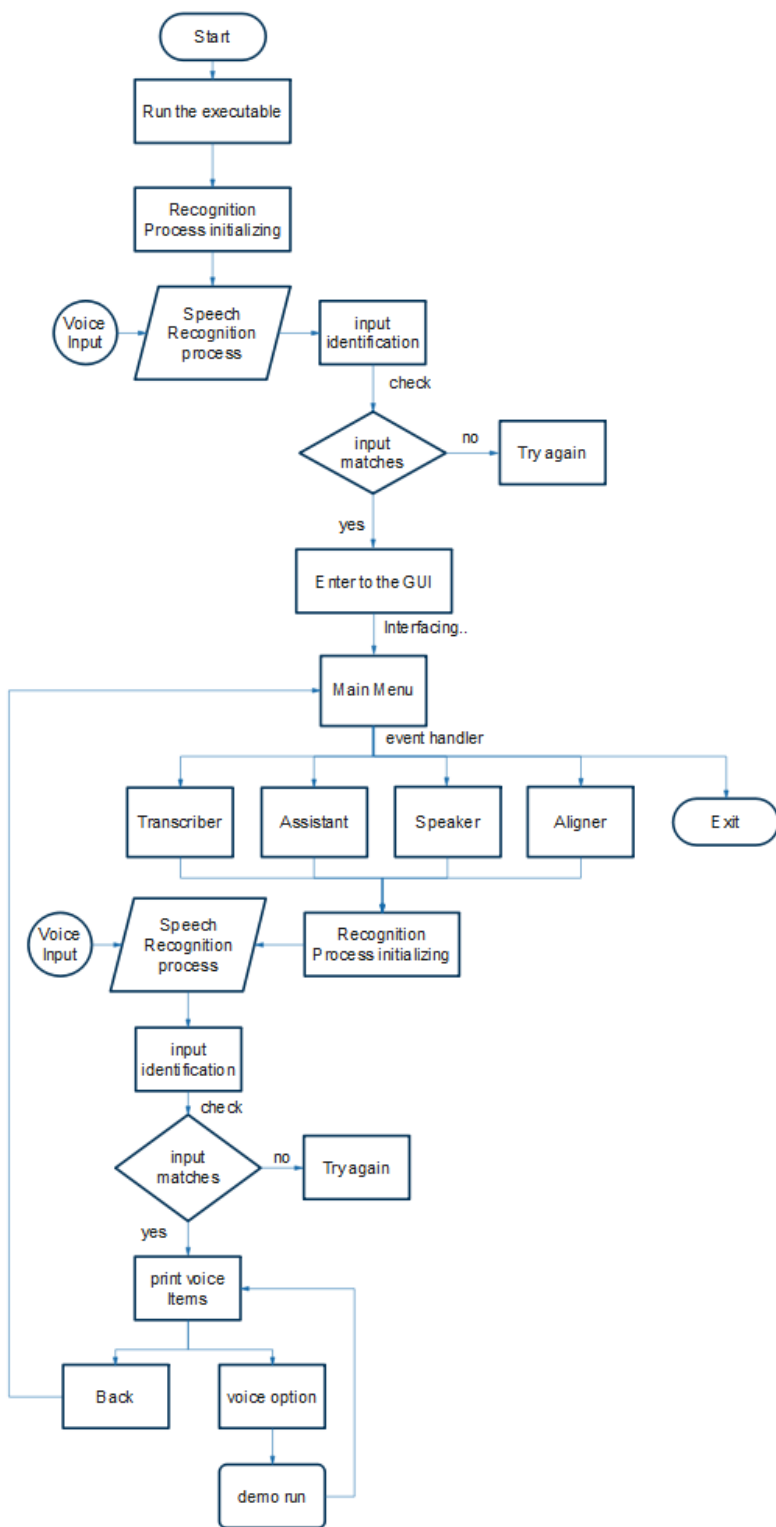 Start
Run the executable
Recognition
Process initializing
Voice
Input
Speech
Recognition
process
input
identification
check
input
matches
no
Try again
yes
Enter to the GUI
Interfacing..
Main Menu
event handler
Transcriber
Assistant
Speaker
Aligner
Exit
Voice
Input
Speech
Recognition
process
Recognition
Process initializing
input
identification
check
input
matches
no
Try again
yes
print voice
Items
Back
voice option
demo run